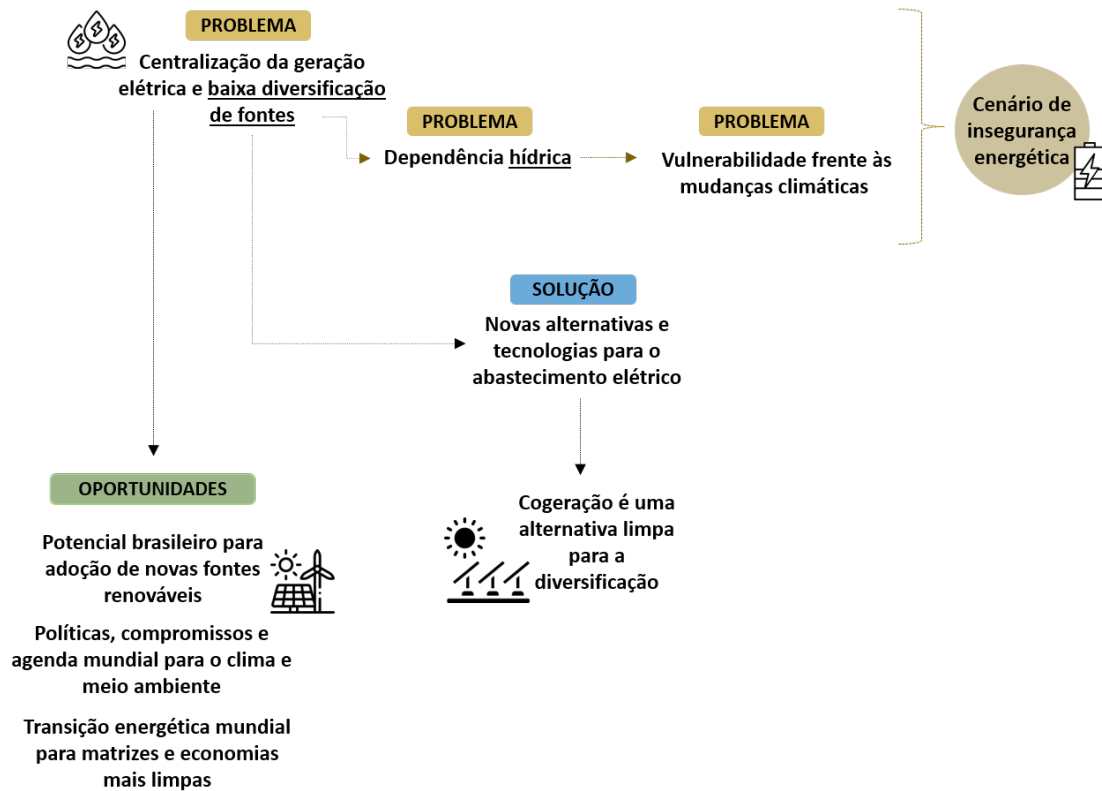 PROBLEMA
Centralização da geração
elétrica e baixa diversificação
de fontes
PROBLEMA
Dependência hídrica
PROBLEMA
Vulnerabilidade frente às
mudanças climáticas
Cenário de
insegurança
energética
SOLUÇÃO
Novas alternativas e
tecnologias para o
abastecimento elétrico
Cogeração é uma
alternativa limpa
para a
diversificação
OPORTUNIDADES
Potencial brasileiro para
adoção de novas fontes
renováveis
Políticas, compromissos e
agenda mundial para o clima e
meio ambiente
Transição energética mundial
para matrizes e economias
mais limpas